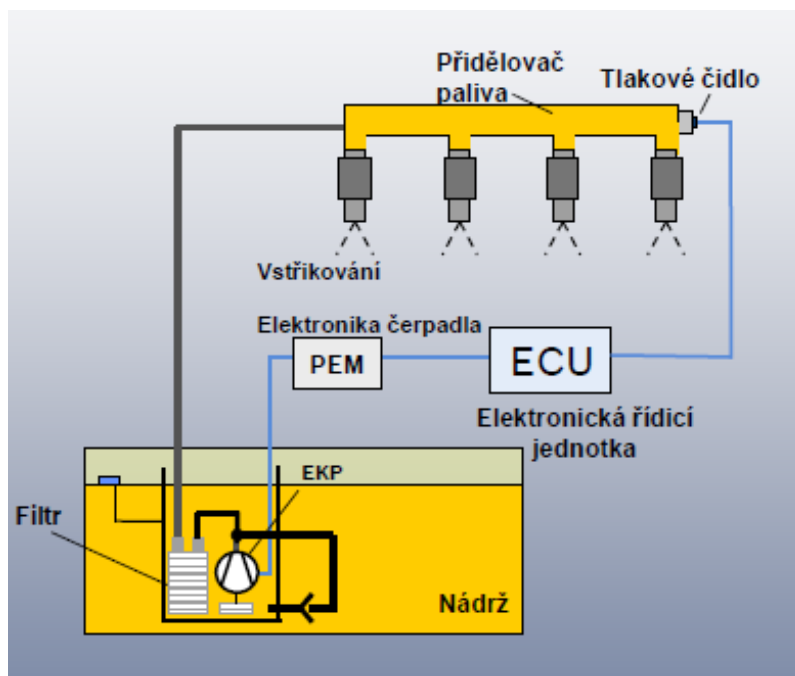 Přidělovač
paliva
Tlakové čidlo
Vstřikování
Elektronika čerpadla
PEM
ECU
Elektronická řídicí
jednotka
EKP
Filtr
Nádrž